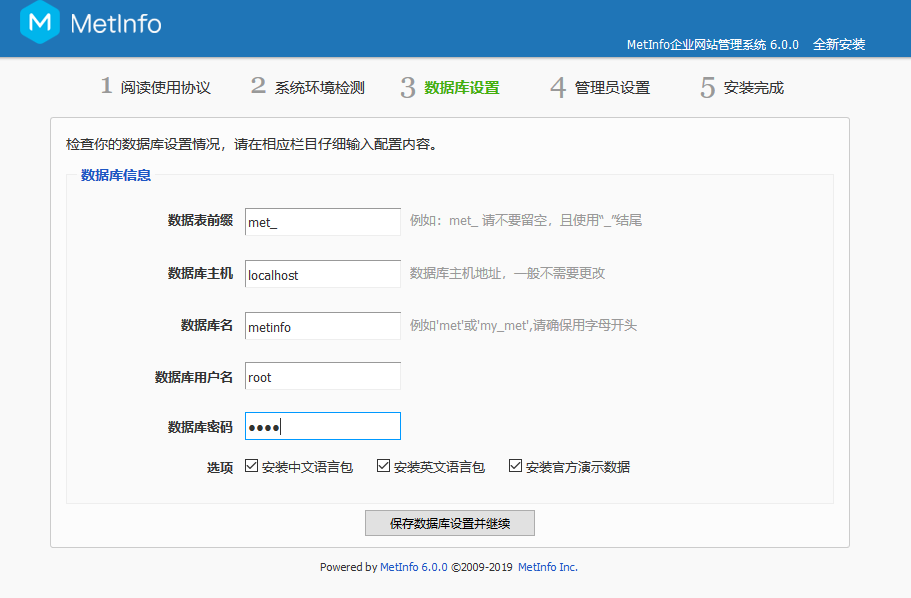 MetInfo
MetInfo企业网站管理系统 6.0.0 全新安装
1 阅读使用协议 2 系统环境检测 3 数据库设置 4 管理员设置 5 安装完成
检查你的数据库设置情况，请在相应栏目仔细输入配置内容。
数据库信息
数据表前缀 met_ 例如：met_ 请不要留空，且使用“_”结尾
数据库主机 localhost 数据库主机地址，一般不需要更改
数据库名 metinfo 例如'met'或'my_met',请确保用字母开头
数据库用户名 root
数据库密码 ●●●●
选项 安装中文语言包 安装英文语言包 安装官方演示数据
保存数据库设置并继续
Powered by MetInfo 6.0.0 ©2009-2019 MetInfo Inc.